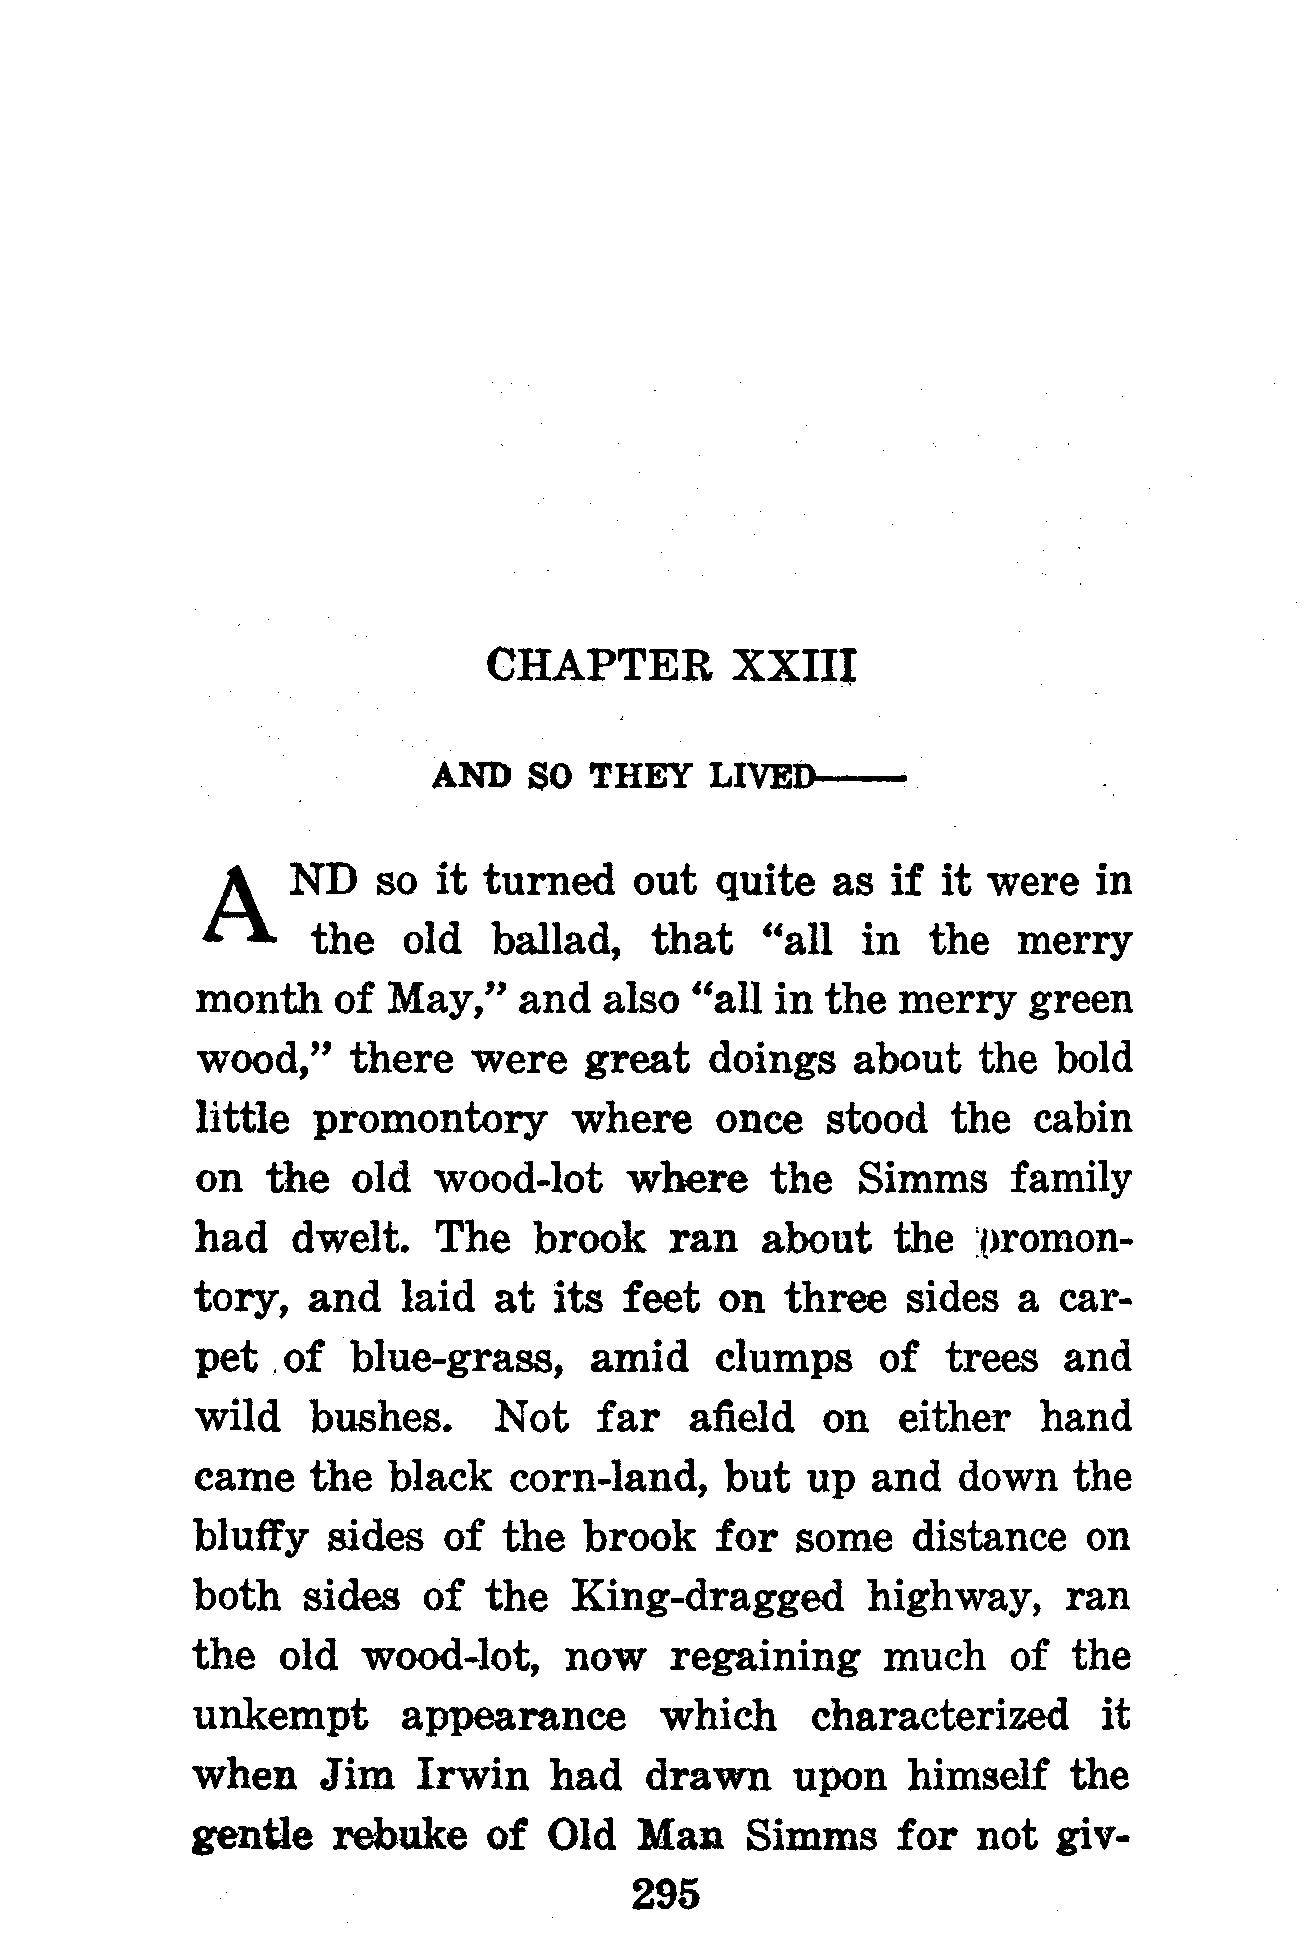 CHAPTER XXIII
AND SO THEY LIVED——
AND so it turned out quite as if it were in
the old ballad, that “all in the merry
month of May,” and also “all in the merry green
wood,” there were great doings about the bold
little promontory where once stood the cabin
on the old wood-lot where the Simms family
had dwelt. The brook ran about the promon-
tory, and laid at its feet on three sides a car-
pet of blue-grass, amid clumps of trees and
wild bushes. Not far afield on either hand
came the black corn-land, but up and down the
bluffy sides of the brook for some distance on
both sides of the King-dragged highway, ran
the old wood-lot, now regaining much of the
unkempt appearance which characterized it
when Jim Irwin had drawn upon himself the
gentle rebuke of Old Man Simms for not giv-
295